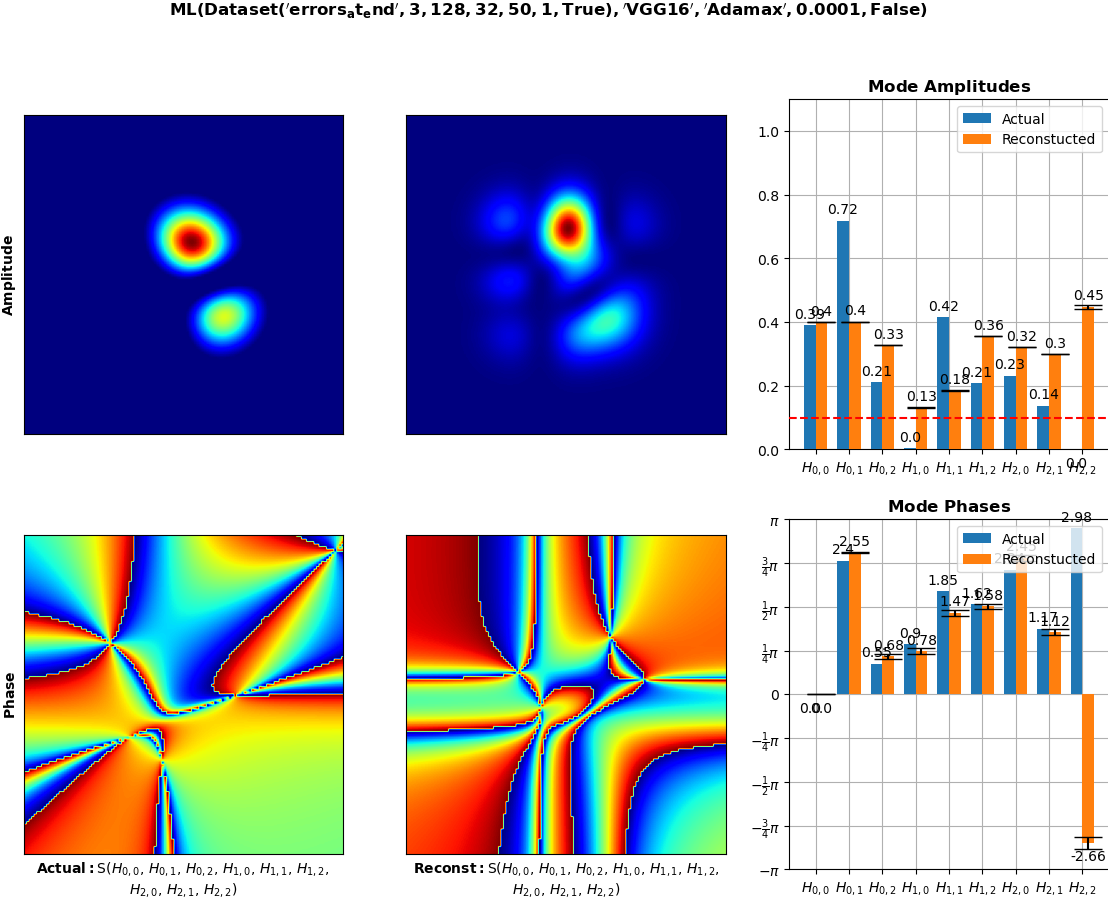 ML(Dataset('errors_at_end', 3, 128, 32, 50, 1, True), 'VGG16', 'Adamax', 0.0001, False)
Amplitude
Mode Amplitudes
Actual
Reconstucted
1.0
0.8
0.6
0.4
0.2
0.0
0.39 0.4
0.72 0.4
0.21 0.33
0.0 0.13
0.42 0.18
0.21 0.36
0.23 0.32
0.14 0.3
0.0 0.45
H0,0 H0,1 H0,2 H1,0 H1,1 H1,2 H2,0 H2,1 H2,2
Phase
Actual: S(H0,0, H0,1, H0,2, H1,0, H1,1, H1,2,
H2,0, H2,1, H2,2)
Reconst: S(H0,0, H0,1, H0,2, H1,0, H1,1, H1,2,
H2,0, H2,1, H2,2)
Mode Phases
Actual
Reconstucted
π
3/4π
1/2π
1/4π
0
−1/4π
−1/2π
−3/4π
−π
0.0 0.0
2.4 2.55
0.55 0.68
0.9 0.78
1.85 1.47
1.62 1.58
2.45
1.17 1.12
2.98 -2.66
H0,0 H0,1 H0,2 H1,0 H1,1 H1,2 H2,0 H2,1 H2,2